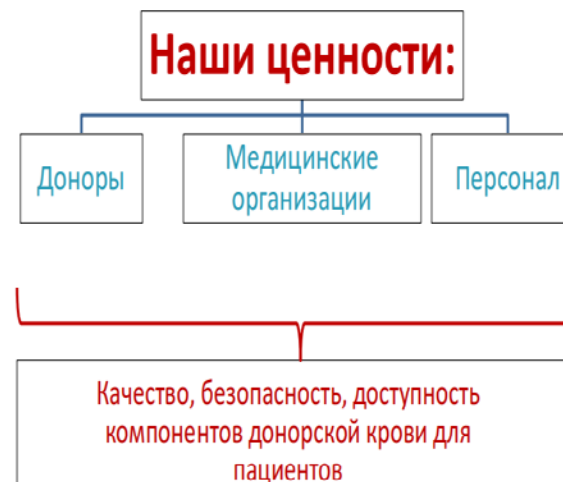 Наши ценности:
Доноры
Медицинские
организации
Персонал
Качество, безопасность, доступность
компонентов донорской крови для
пациентов